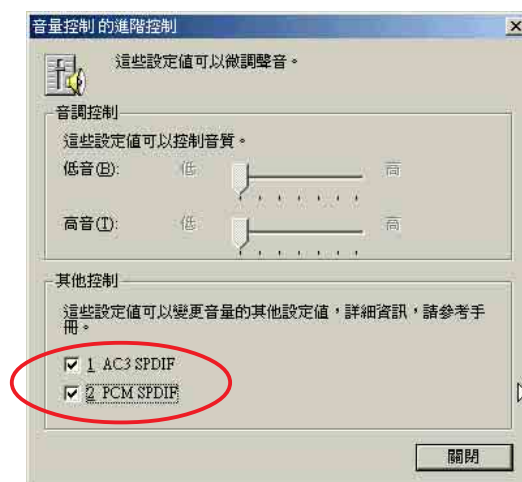 音量控制 的進階控制
這些設定值可以微調聲音。
音調控制
這些設定值可以控制音質。
低音(B): 低 高
高音(T): 低 高
其他控制
這些設定值可以變更音量的其他設定值，詳細資訊，請參考手
冊。
1 AC3 SPDIF
2 PCM SPDIF
關閉